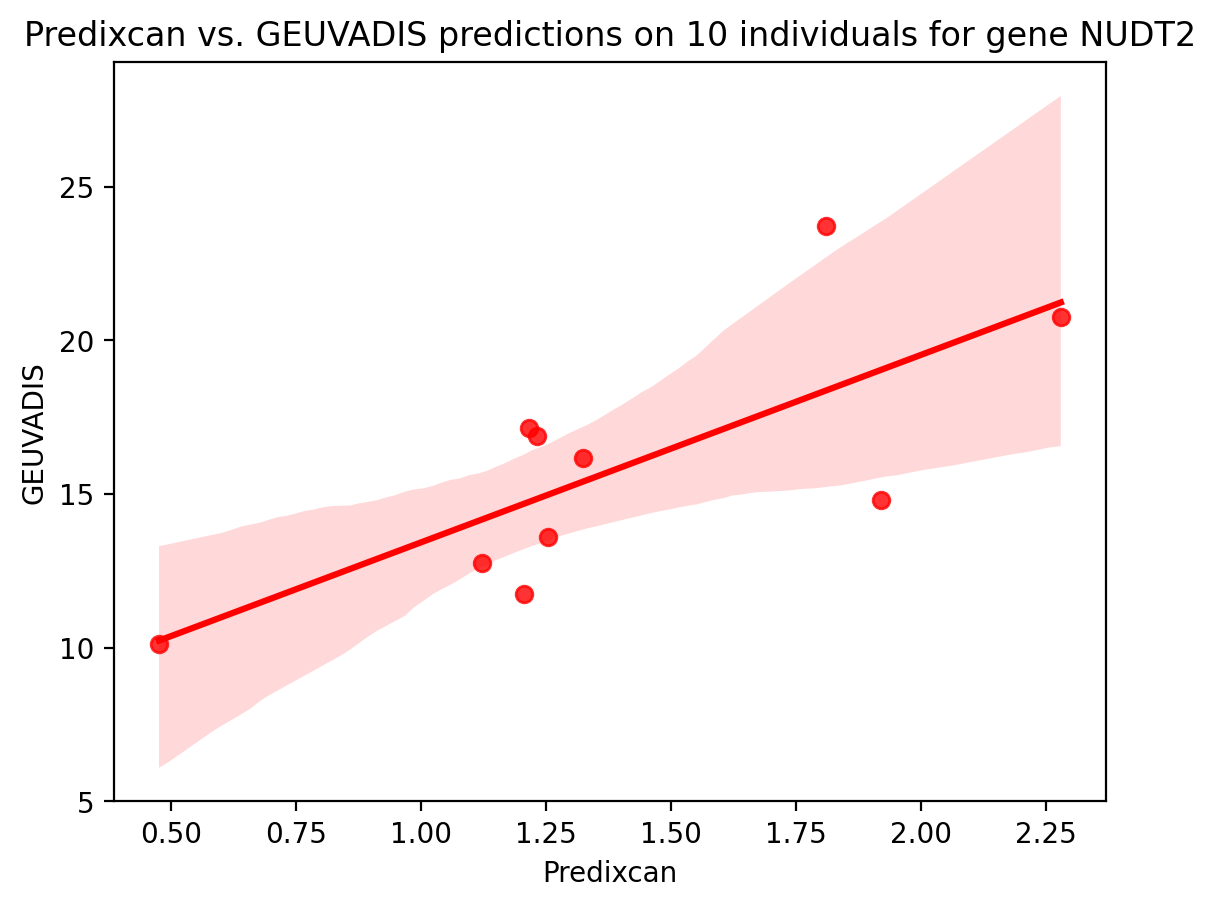 Predixcan vs. GEUVADIS predictions on 10 individuals for gene NUDT2
25
20
15
10
5
GEUVADIS
0.50 0.75 1.00 1.25 1.50 1.75 2.00 2.25
Predixcan